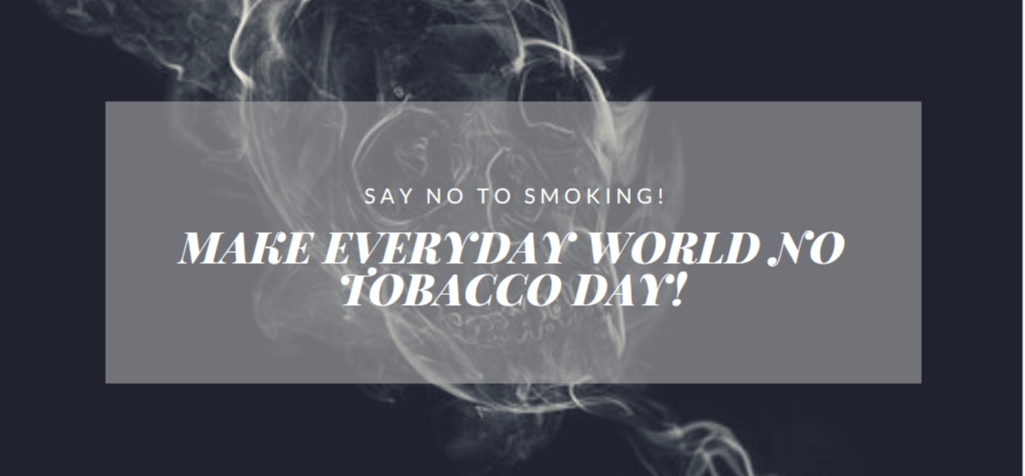 SAY NO TO SMOKING!
MAKE EVERYDAY WORLD NO
TOBACCO DAY!